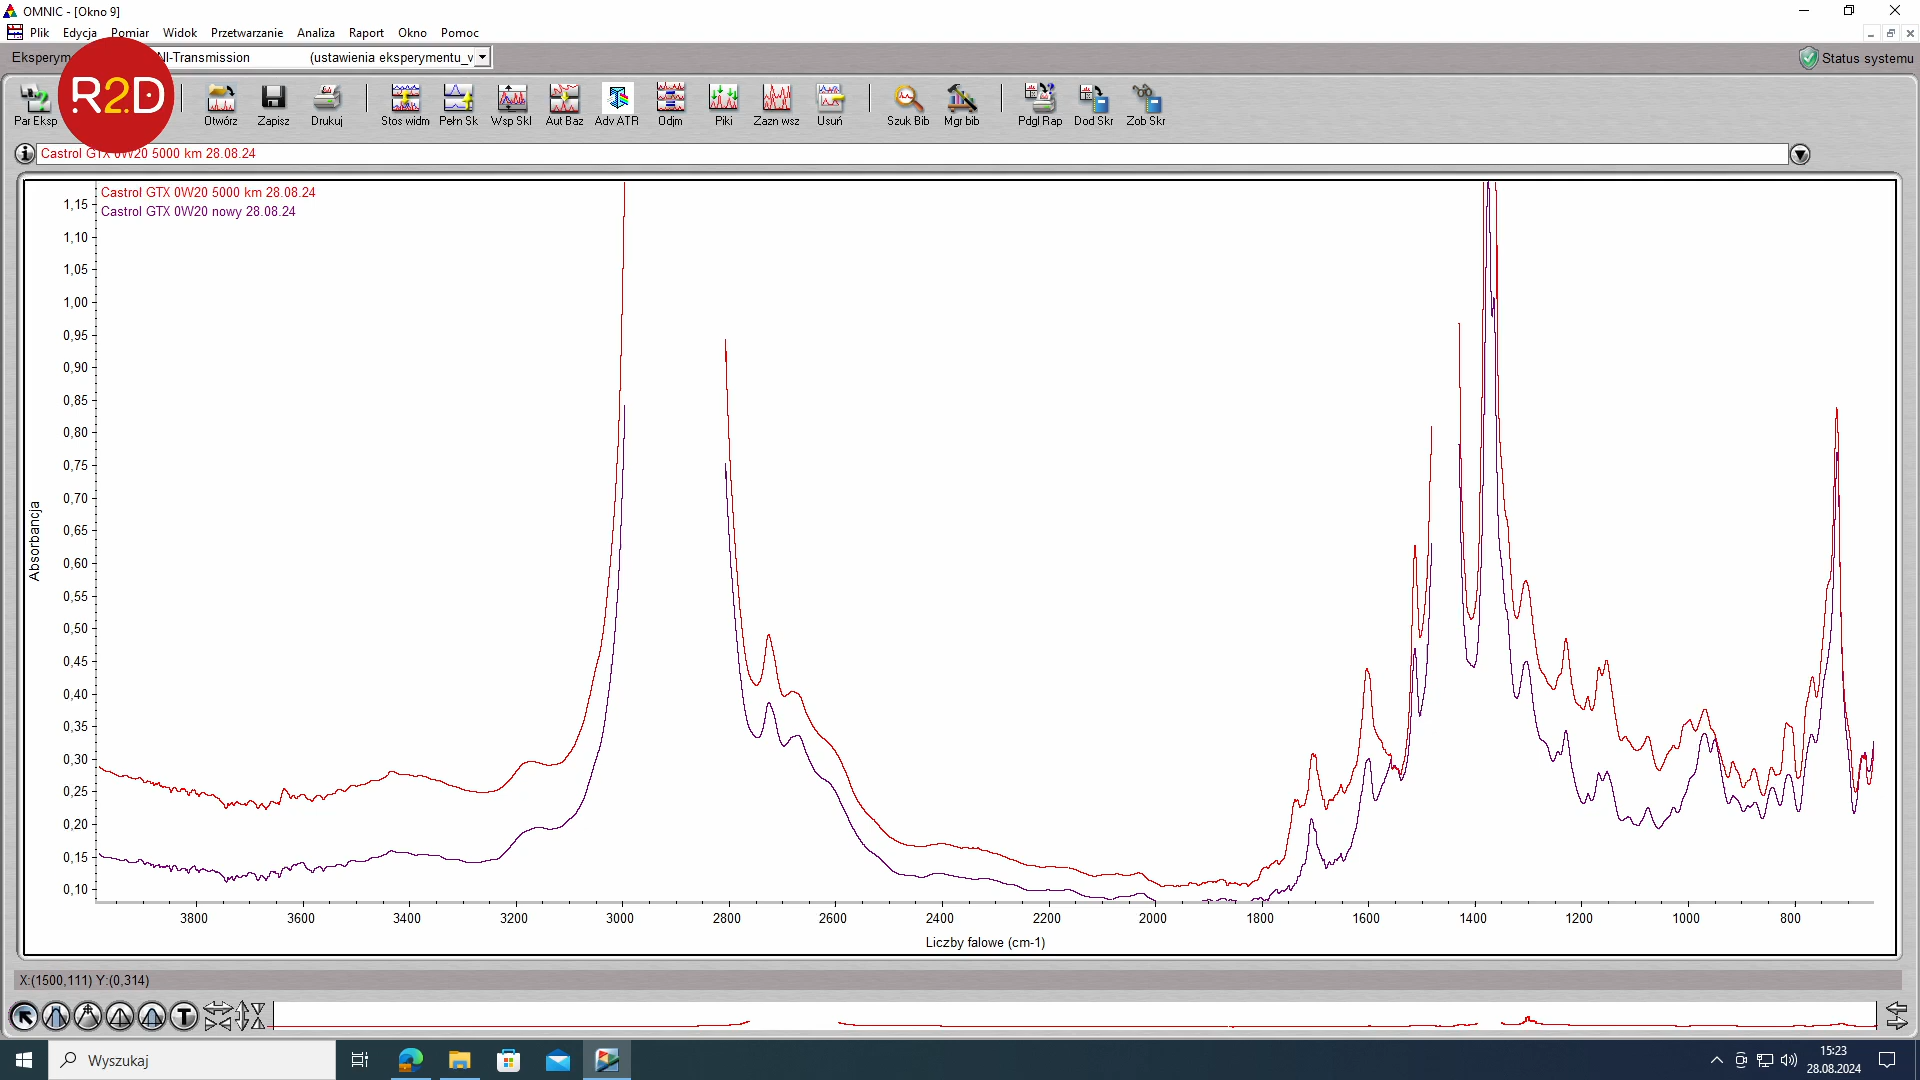 OMNIC - [Okno 9]
Plik Edycja Pomiar Widok Przetwarzanie Analiza Raport Okno Pomoc
Eksperym NI-Transmission (ustawienia eksperymentu_v
Status systemu
R2D
Par Eksp Otwórz Zapisz Drukuj Stos widm Pełn Sk Wsp Skl Aut Baz Adv ATR Odjm Piki Zazn wsz Usuń Szuk Bib Mgr bib Pdgl Rap Dod Skr Zob Skr
Castrol GTX 0W20 5000 km 28.08.24
Castrol GTX 0W20 5000 km 28.08.24
Castrol GTX 0W20 nowy 28.08.24
1,15
1,10
1,05
1,00
0,95
0,90
0,85
0,80
0,75
0,70
0,65
0,60
0,55
0,50
0,45
0,40
0,35
0,30
0,25
0,20
0,15
0,10
Absorbancja
3800 3600 3400 3200 3000 2800 2600 2400 2200 2000 1800 1600 1400 1200 1000 800
Liczby falowe (cm-1)
X:(1500,111) Y:(0,314)
T
Wyszukaj
15:23
28.08.2024